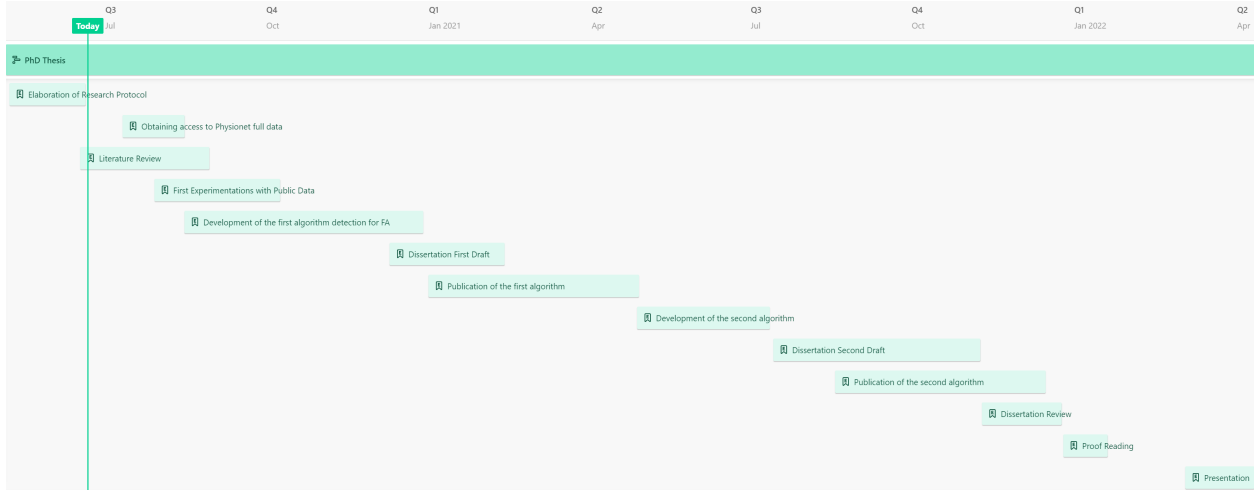 Q3 Q4 Q1 Q2 Q3 Q4 Q1 Q2
Today Jul Oct Jan 2021 Apr Jul Oct Jan 2022 Apr
PhD Thesis
Elaboration of Research Protocol
Obtaining access to Physionet full data
Literature Review
First Experimentations with Public Data
Development of the first algorithm detection for FA
Dissertation First Draft
Publication of the first algorithm
Development of the second algorithm
Dissertation Second Draft
Publication of the second algorithm
Dissertation Review
Proof Reading
Presentation